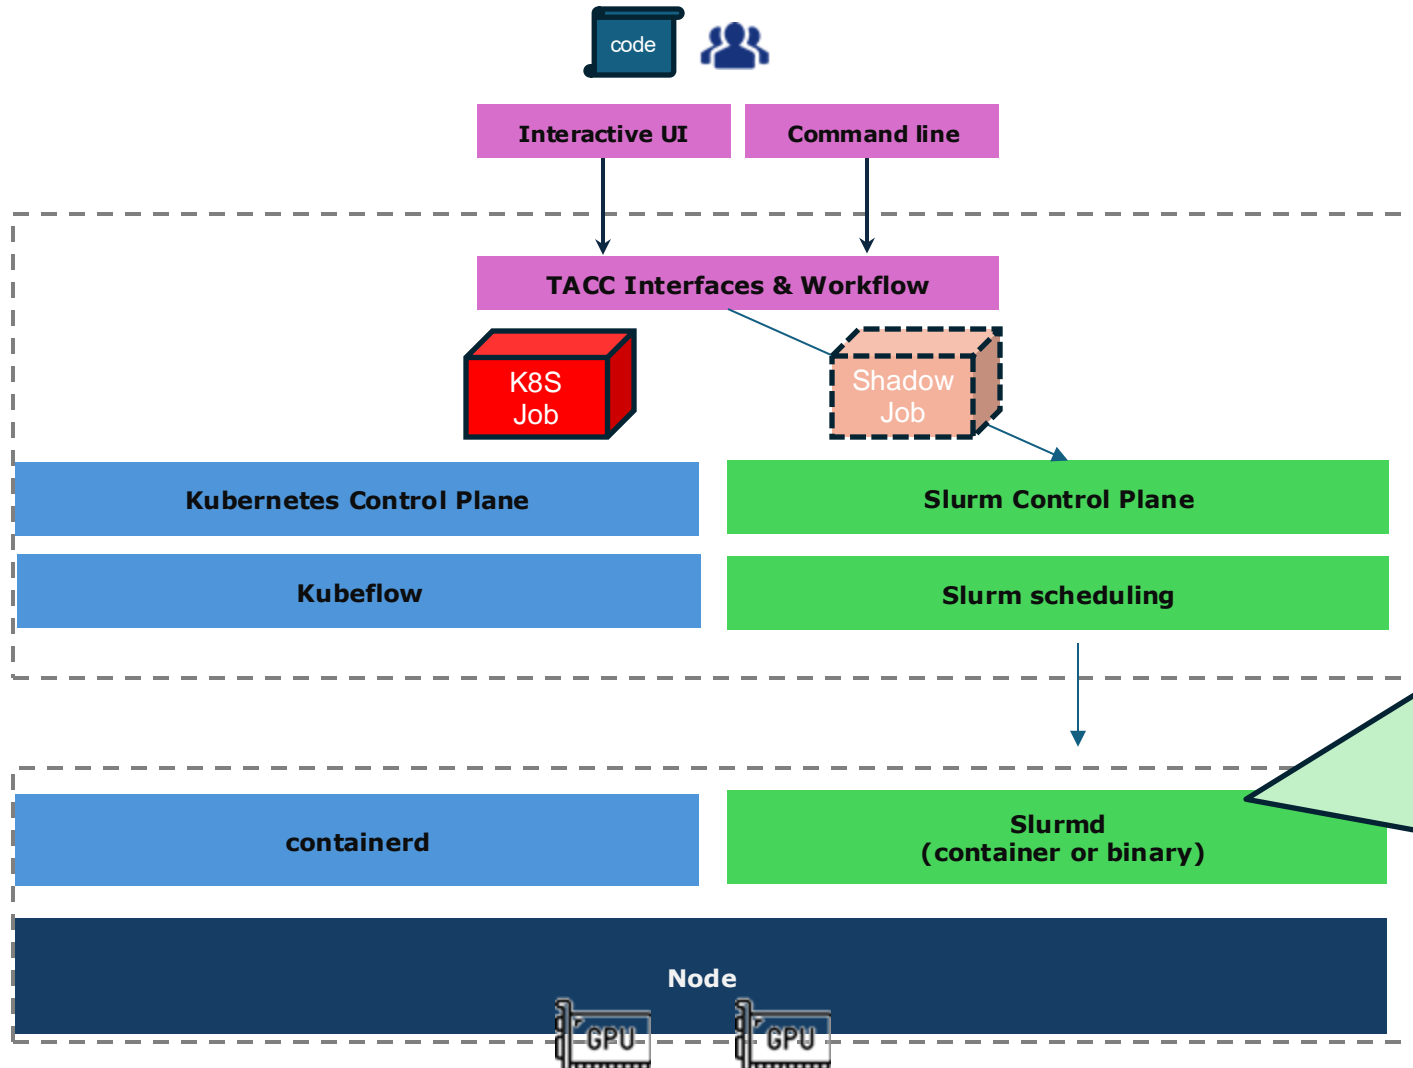 code
Interactive UI
Command line
TACC Interfaces & Workflow
K8S
Job
Shadow
Job
Kubernetes Control Plane
Slurm Control Plane
Kubeflow
Slurm scheduling
containerd
Slurmd
(container or binary)
Node
GPU
GPU